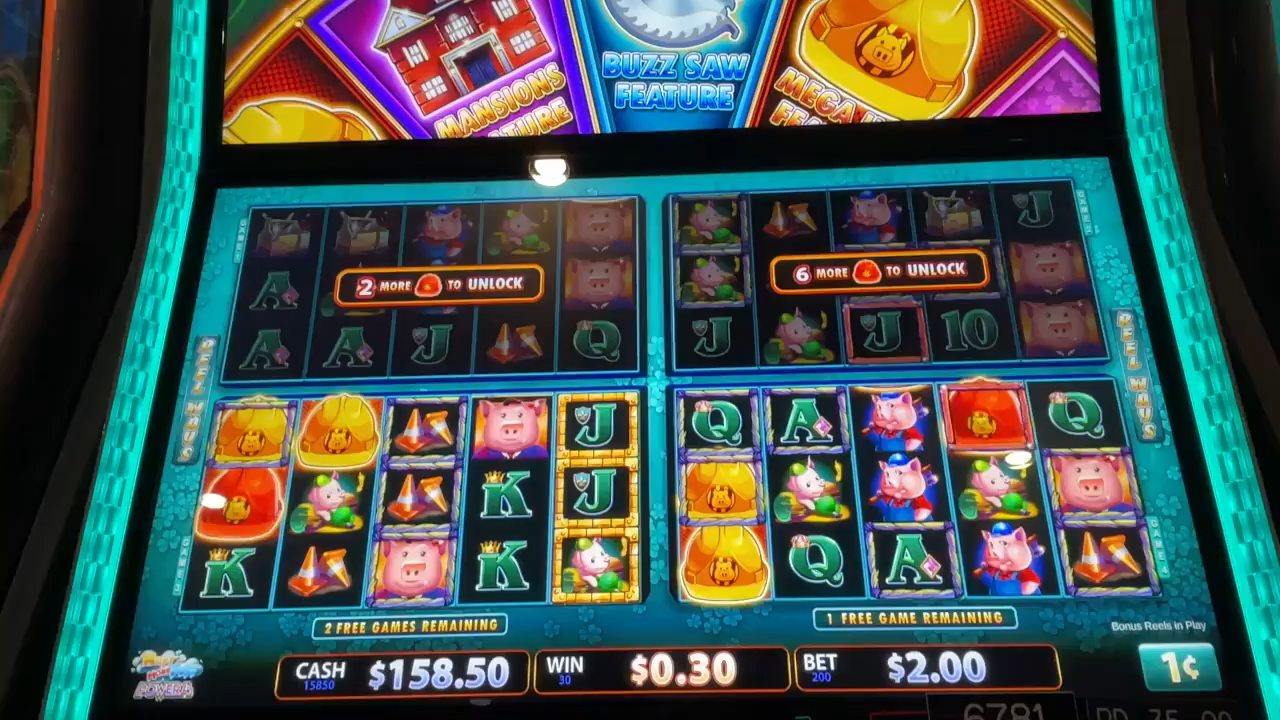 MANSIONS
BUZZ SAW
FEATURE
MEGA
2 MORE TO UNLOCK
6 MORE TO UNLOCK
J
A
A A J Q
J J 10
REEL WAYS
REEL WAYS
J
K J
K K
Q A Q
Q A
2 FREE GAMES REMAINING
1 FREE GAME REMAINING
Bonus Reels in Play
CASH $158.50
15850
WIN $0.30
30
BET $2.00
200
1¢
6781